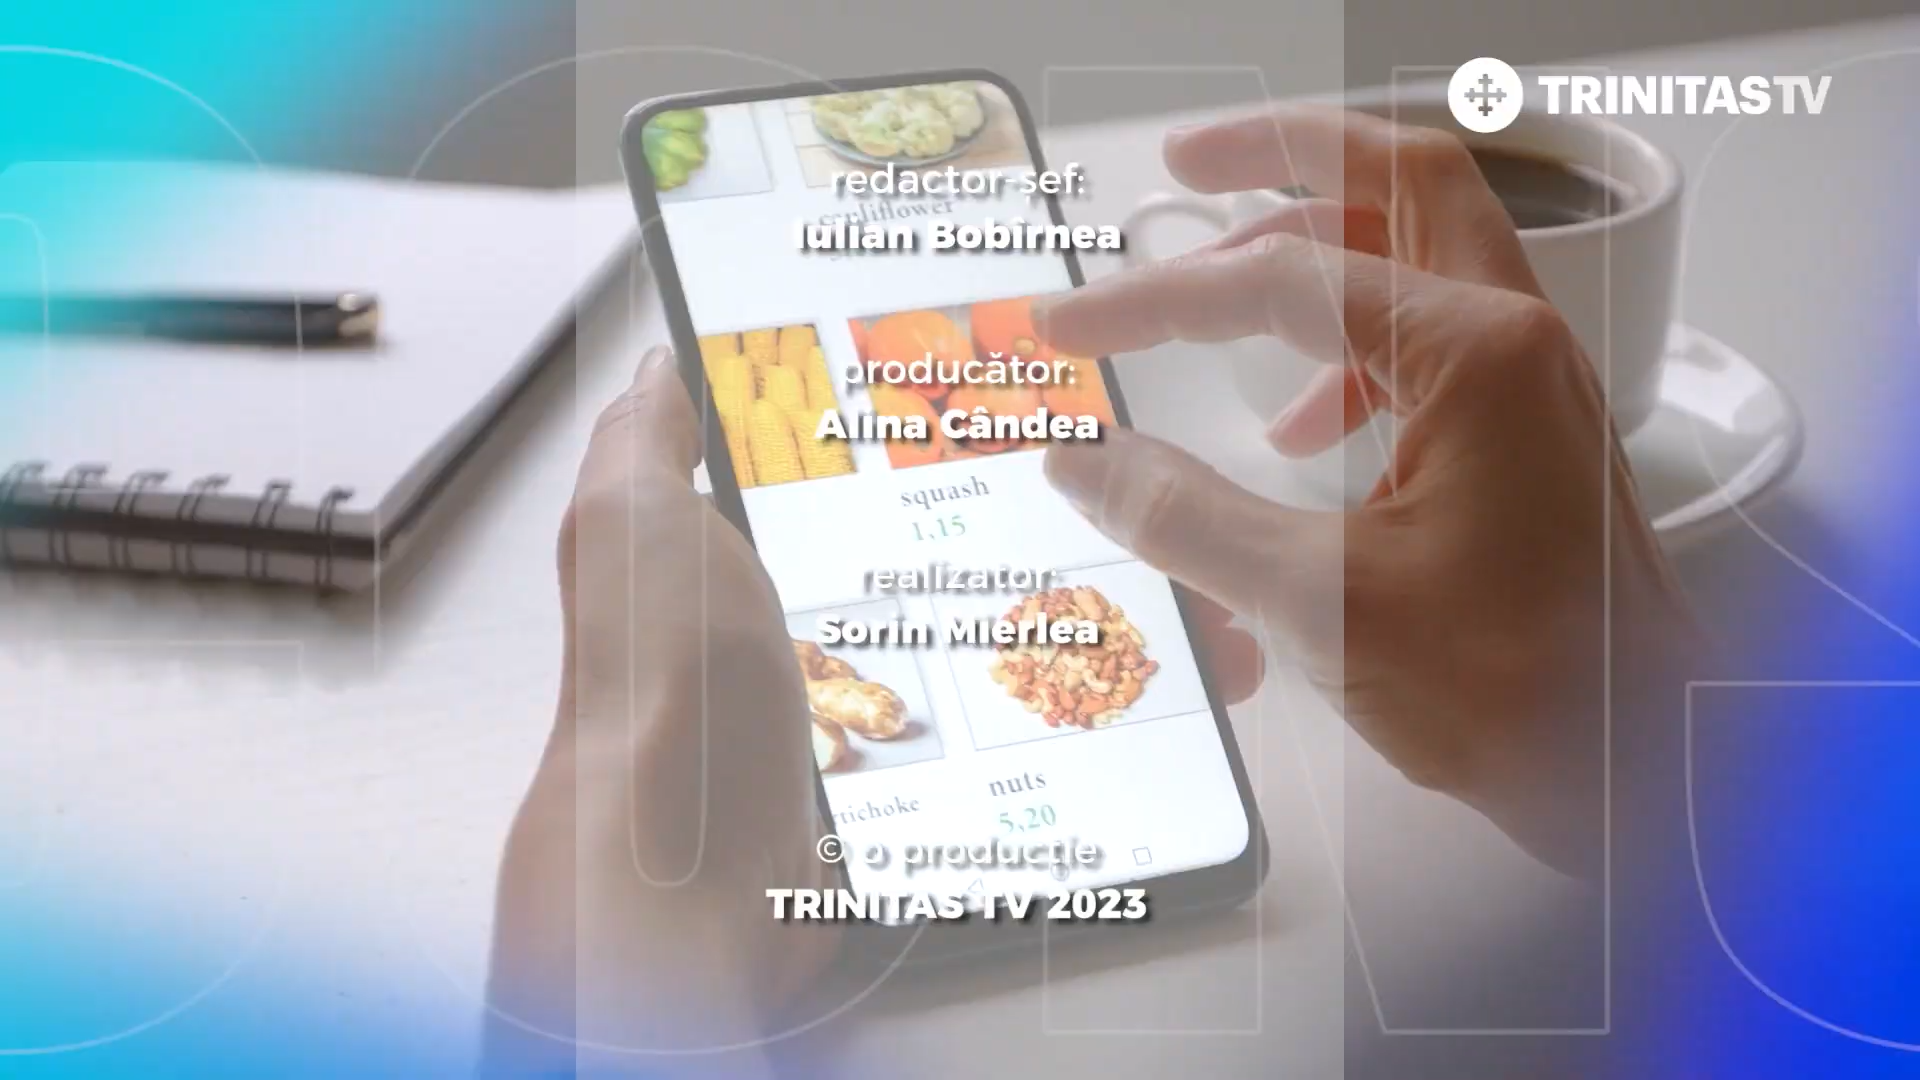 TRINITASTV
redactor-șef:
cauliflower
Iulian Bobîrnea
producător:
Alina Cândea
squash
1,15
realizator:
Sorin Mierlea
nuts
5,20
© o producție
TRINITAS TV 2023